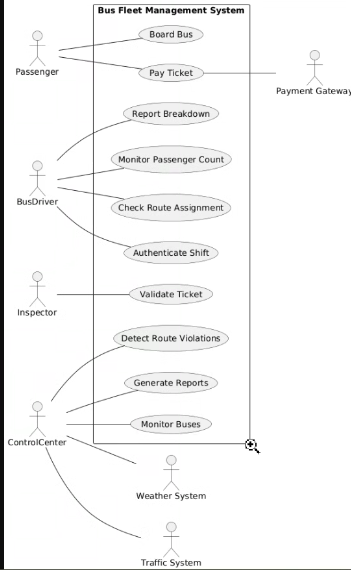 Bus Fleet Management System
Board Bus
Passenger
Pay Ticket
Payment Gateway
Report Breakdown
Monitor Passenger Count
BusDriver
Check Route Assignment
Authenticate Shift
Validate Ticket
Inspector
Detect Route Violations
Generate Reports
Monitor Buses
ControlCenter
Weather System
Traffic System